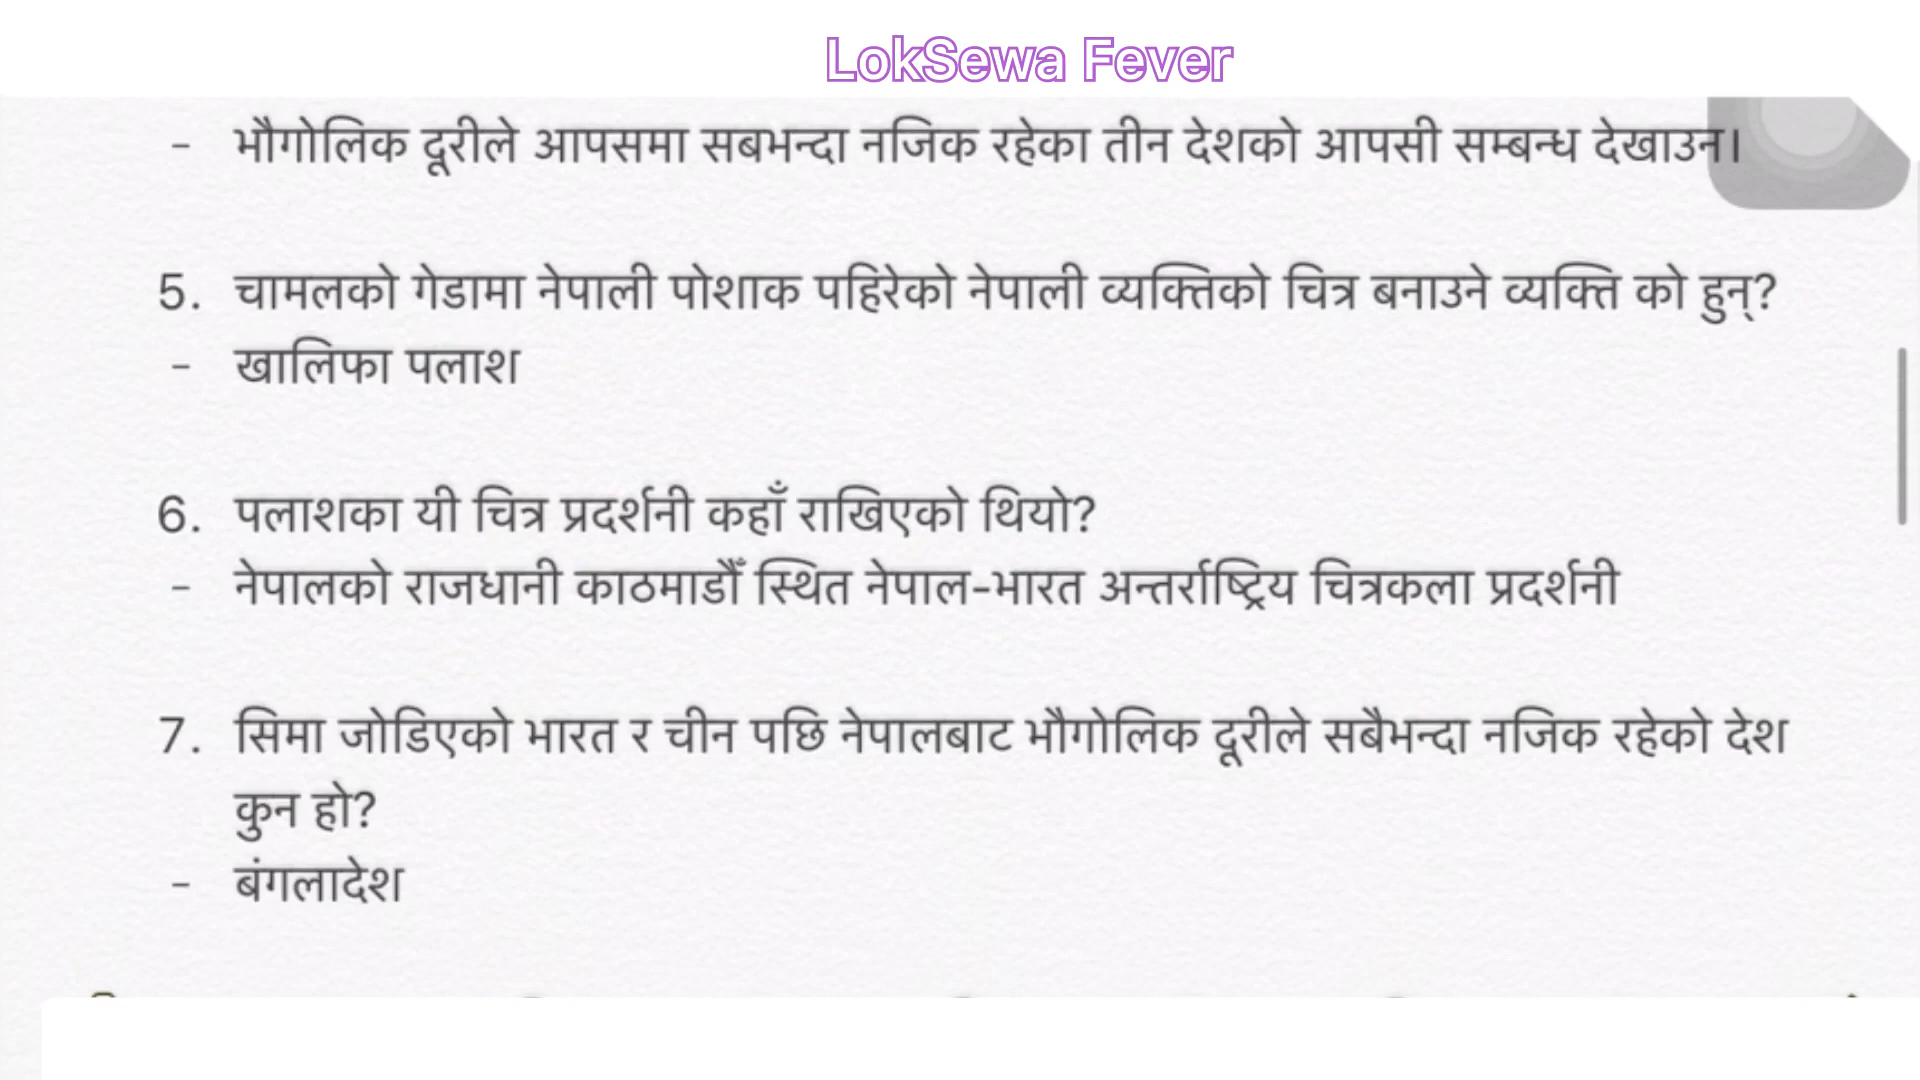 LokSewa Fever
- भौगोलिक दूरीले आपसमा सबभन्दा नजिक रहेका तीन देशको आपसी सम्बन्ध देखाउन।
5. चामलको गेडामा नेपाली पोशाक पहिरेको नेपाली व्यक्तिको चित्र बनाउने व्यक्ति को हुन्?
- खालिफा पलाश
6. पलाशका यी चित्र प्रदर्शनी कहाँ राखिएको थियो?
- नेपालको राजधानी काठमाडौँ स्थित नेपाल-भारत अन्तर्राष्ट्रिय चित्रकला प्रदर्शनी
7. सिमा जोडिएको भारत र चीन पछि नेपालबाट भौगोलिक दूरीले सबैभन्दा नजिक रहेको देश
कुन हो?
- बंगलादेश